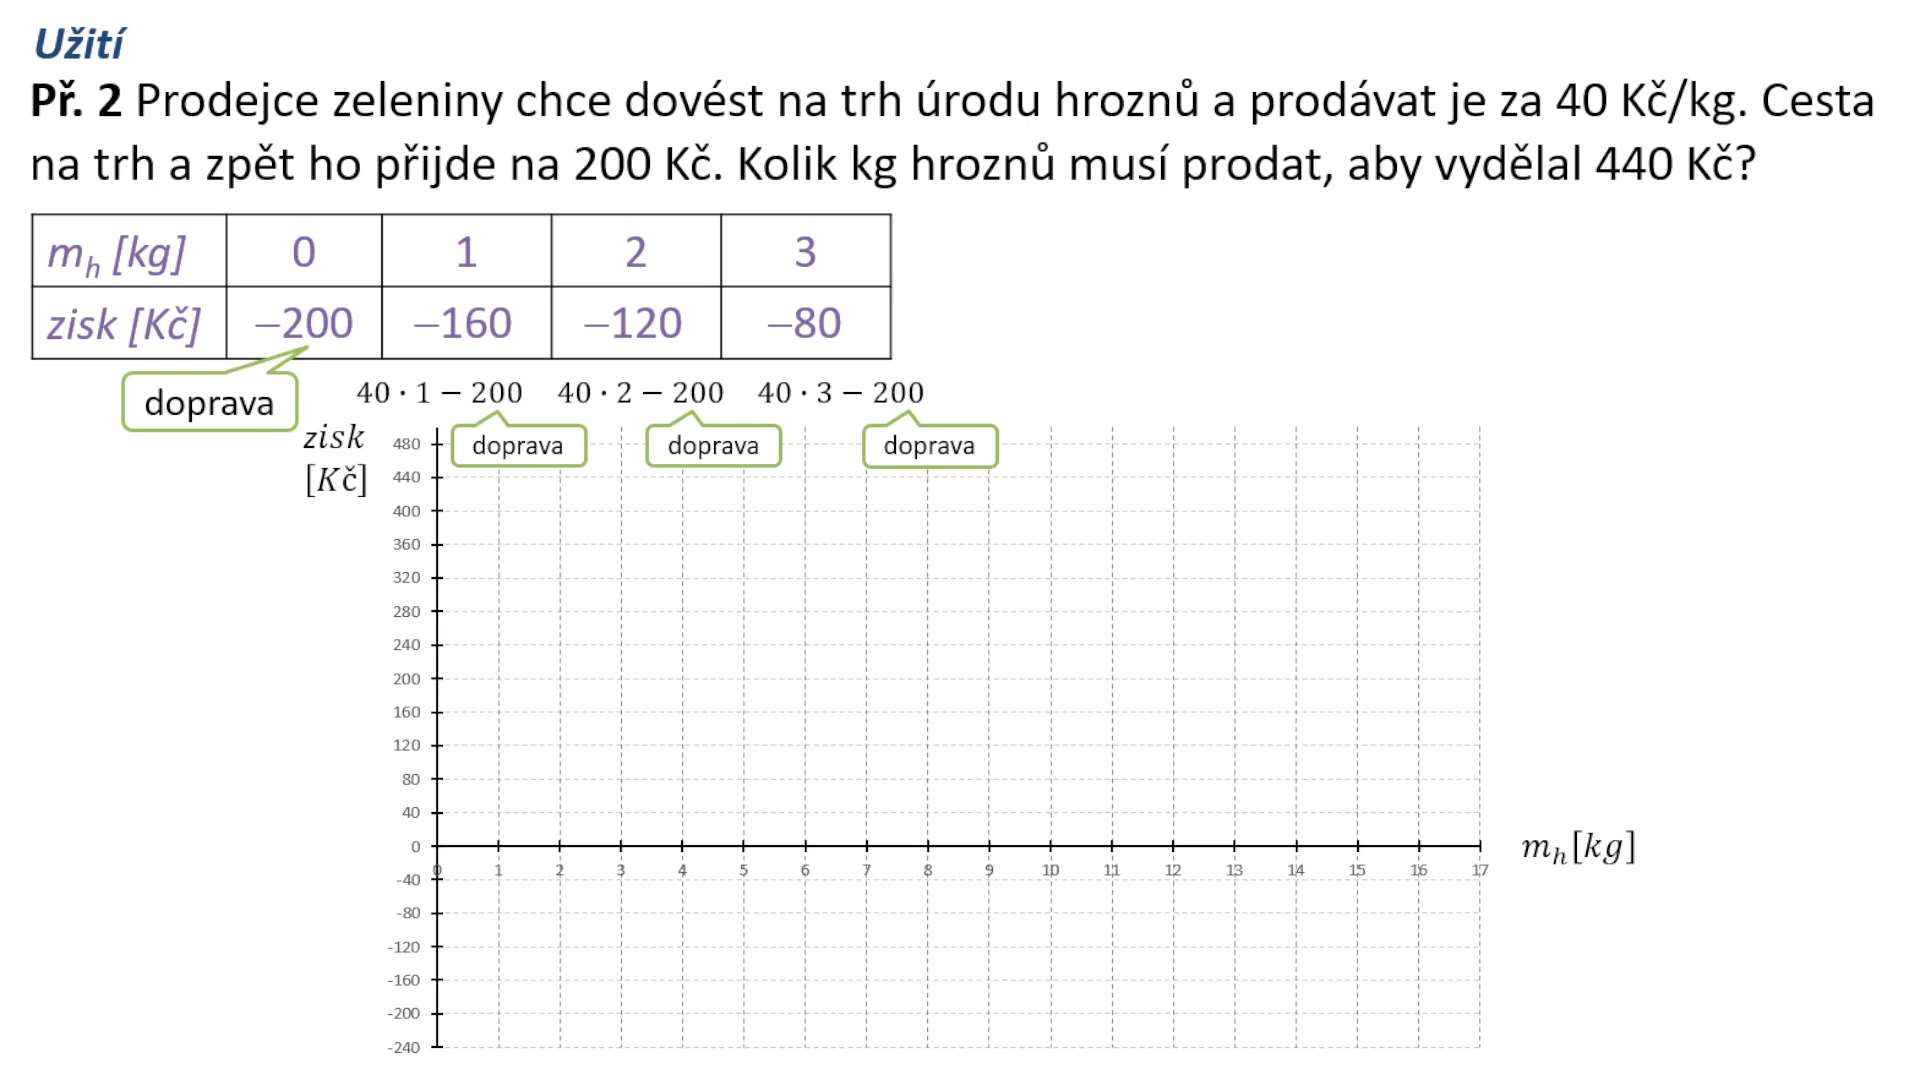 Užití
Př. 2 Prodejce zeleniny chce dovést na trh úrodu hroznů a prodávat je za 40 Kč/kg. Cesta
na trh a zpět ho přijde na 200 Kč. Kolik kg hroznů musí prodat, aby vydělal 440 Kč?
m_h [kg] 0 1 2 3
zisk [Kč] −200 −160 −120 −80
doprava
40 · 1 − 200 40 · 2 − 200 40 · 3 − 200
doprava doprava doprava
zisk
[Kč]
480
440
400
360
320
280
240
200
160
120
80
40
0
m_h[kg]
0 1 2 3 4 5 6 7 8 9 10 11 12 13 14 15 16 17
-40
-80
-120
-160
-200
-240